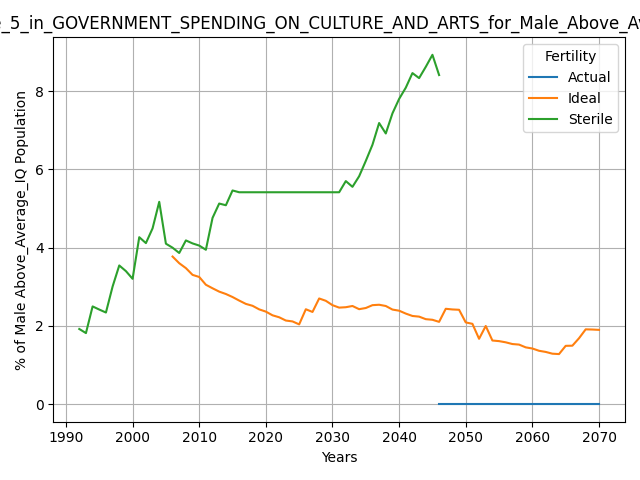 _5_in_GOVERNMENT_SPENDING_ON_CULTURE_AND_ARTS_for_Male_Above_A
Fertility
Actual
Ideal
Sterile
% of Male Above_Average_IQ Population
8
6
4
2
0
1990 2000 2010 2020 2030 2040 2050 2060 2070
Years